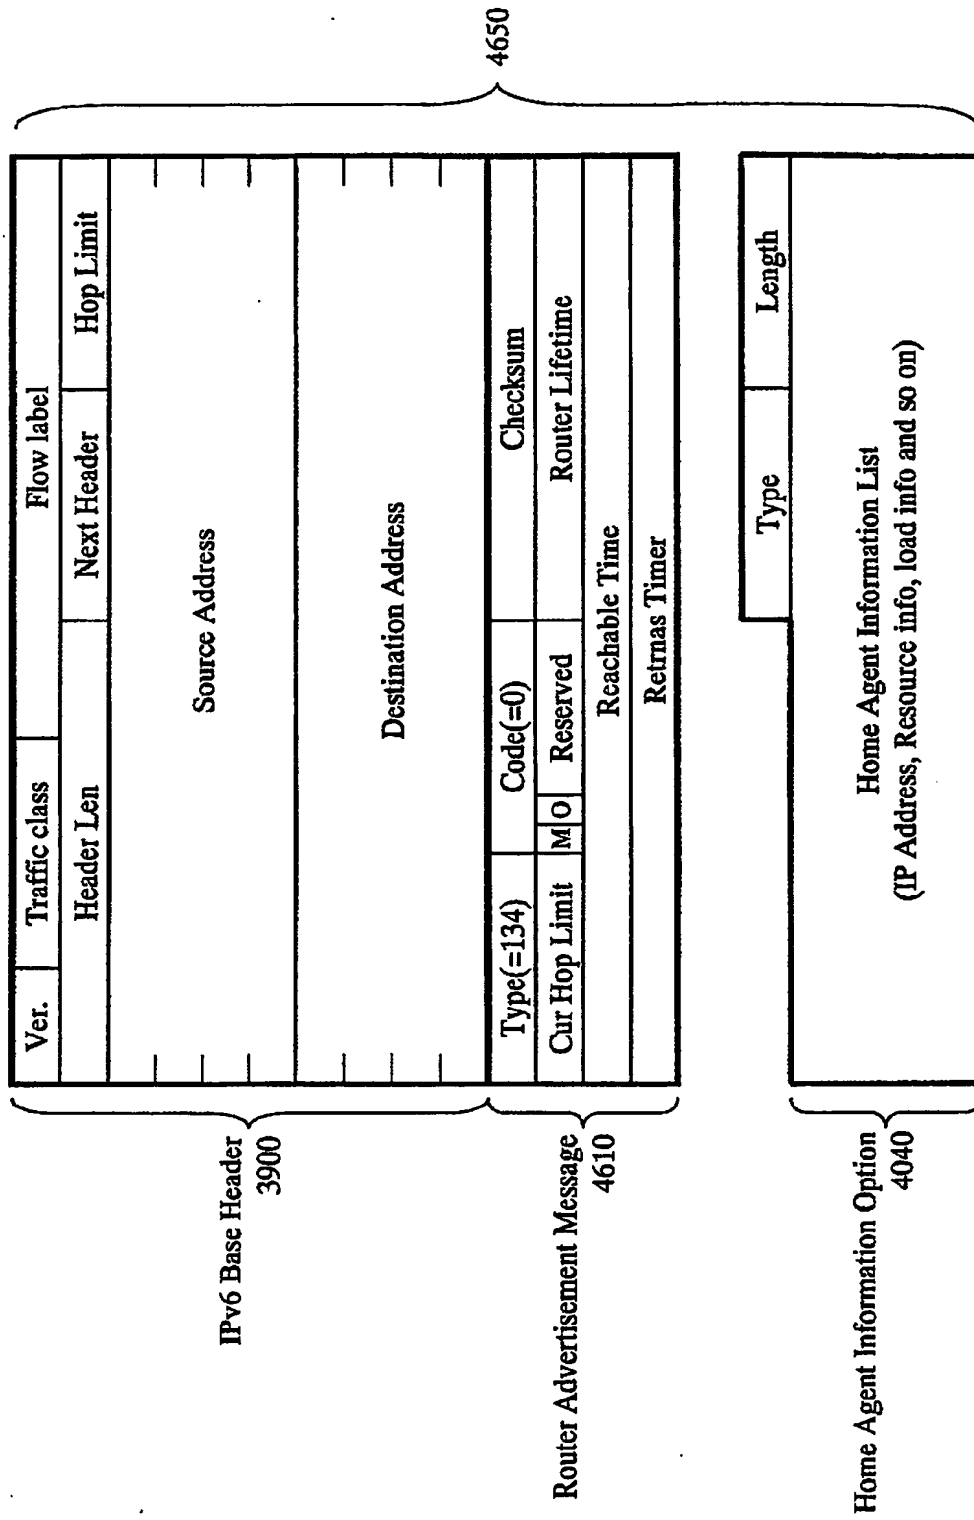 Ver.
Traffic class
Flow label
Header Len
Next Header
Hop Limit
Source Address
Destination Address
IPv6 Base Header
3900
Type(=134)
Code(=0)
Checksum
Cur Hop Limit
M
O
Reserved
Router Lifetime
Reachable Time
Retrnas Timer
Router Advertisement Message
4610
Type
Length
Home Agent Information List
(IP Address, Resource info, load info and so on)
Home Agent Information Option
4040
4650